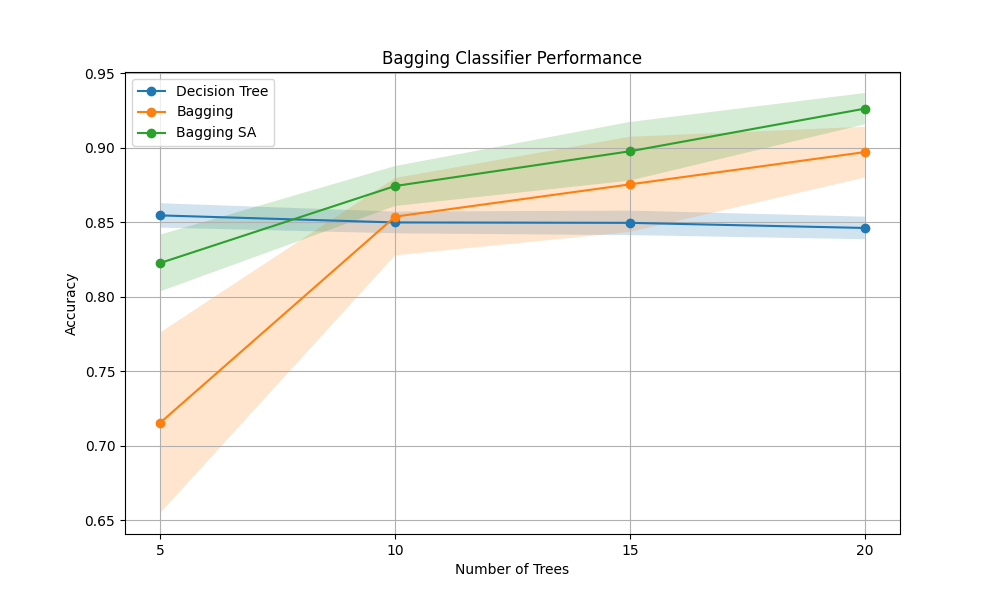 Bagging Classifier Performance
Decision Tree
Bagging
Bagging SA
Accuracy
0.95
0.90
0.85
0.80
0.75
0.70
0.65
5 10 15 20
Number of Trees